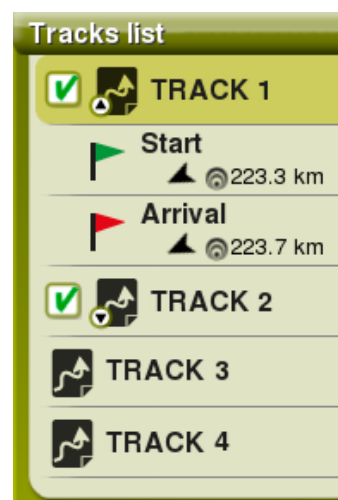 Tracks list
TRACK 1
Start
223.3 km
Arrival
223.7 km
TRACK 2
TRACK 3
TRACK 4